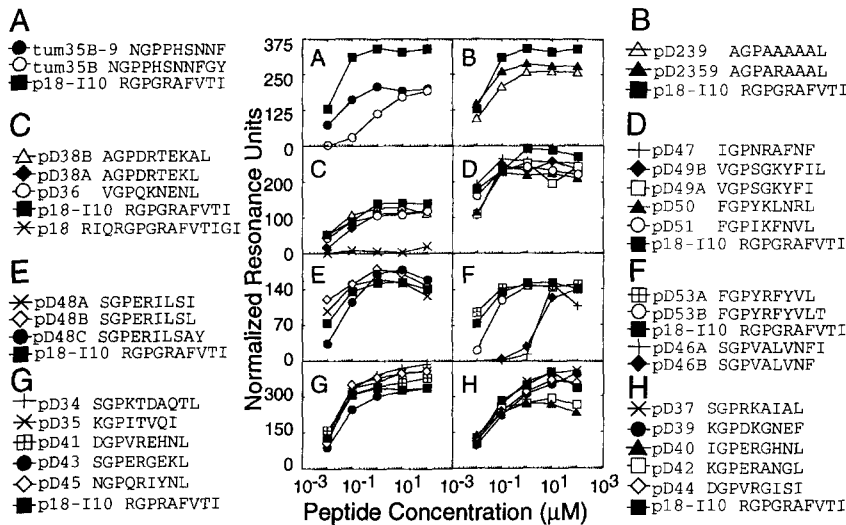 A
tum35B-9 NGPPHSNNF
tum35B NGPPHSNNFGY
p18-I10 RGPGRAFVTI
C
pD38B AGPDRTEKAL
pD38A AGPDRTEKL
pD36 VGPQKNENL
p18-I10 RGPGRAFVTI
p18 RIQRGPGRAFVTIGI
E
pD48A SGPERILSI
pD48B SGPERILSL
pD48C SGPERILSAY
p18-I10 RGPGRAFVTI
G
pD34 SGPKTDAQTL
pD35 KGPITVQI
pD41 DGPVREHNL
pD43 SGPERGEKL
pD45 NGPQRIYNL
p18-I10 RGPRAFVTI
Normalized Resonance Units
375
250
125
0
200
100
0
140
70
0
300
150
0
A
B
C
D
E
F
G
H
10-3 10-1 101 10-3 10-1 101 103
Peptide Concentration (µM)
B
pD239 AGPAAAAAL
pD2359 AGPARAAAL
p18-I10 RGPGRAFVTI
D
pD47 IGPNRAFNF
pD49B VGPSGKYFIL
pD49A VGPSGKYFI
pD50 FGPYKLNRL
pD51 FGPIKFNVL
p18-I10 RGPGRAFVTI
F
pD53A FGPYRFYVL
pD53B FGPYRFYVLT
p18-I10 RGPGRAFVTI
pD46A SGPVALVNFI
pD46B SGPVALVNF
H
pD37 SGPRKAIAL
pD39 KGPDKGNEF
pD40 IGPERGHNL
pD42 KGPERANGL
pD44 DGPVRGISI
p18-I10 RGPGRAFVTI